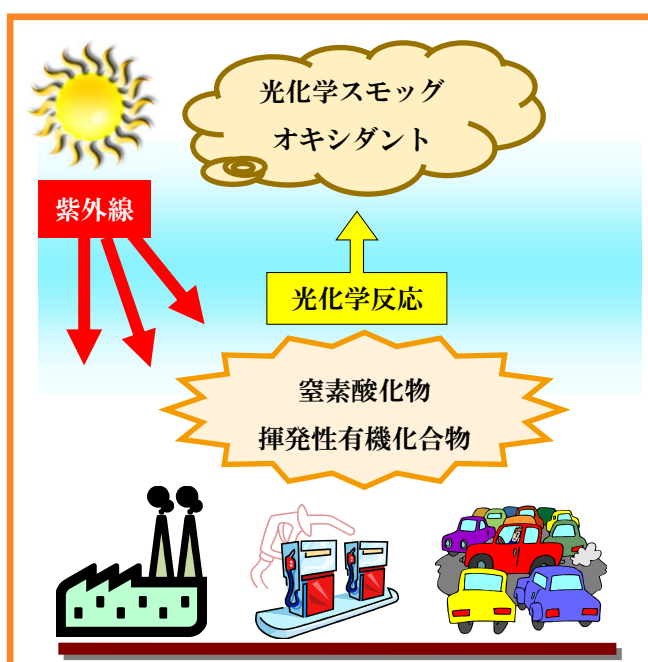 光化学スモッグ
オキシダント
紫外線
光化学反応
窒素酸化物
揮発性有機化合物